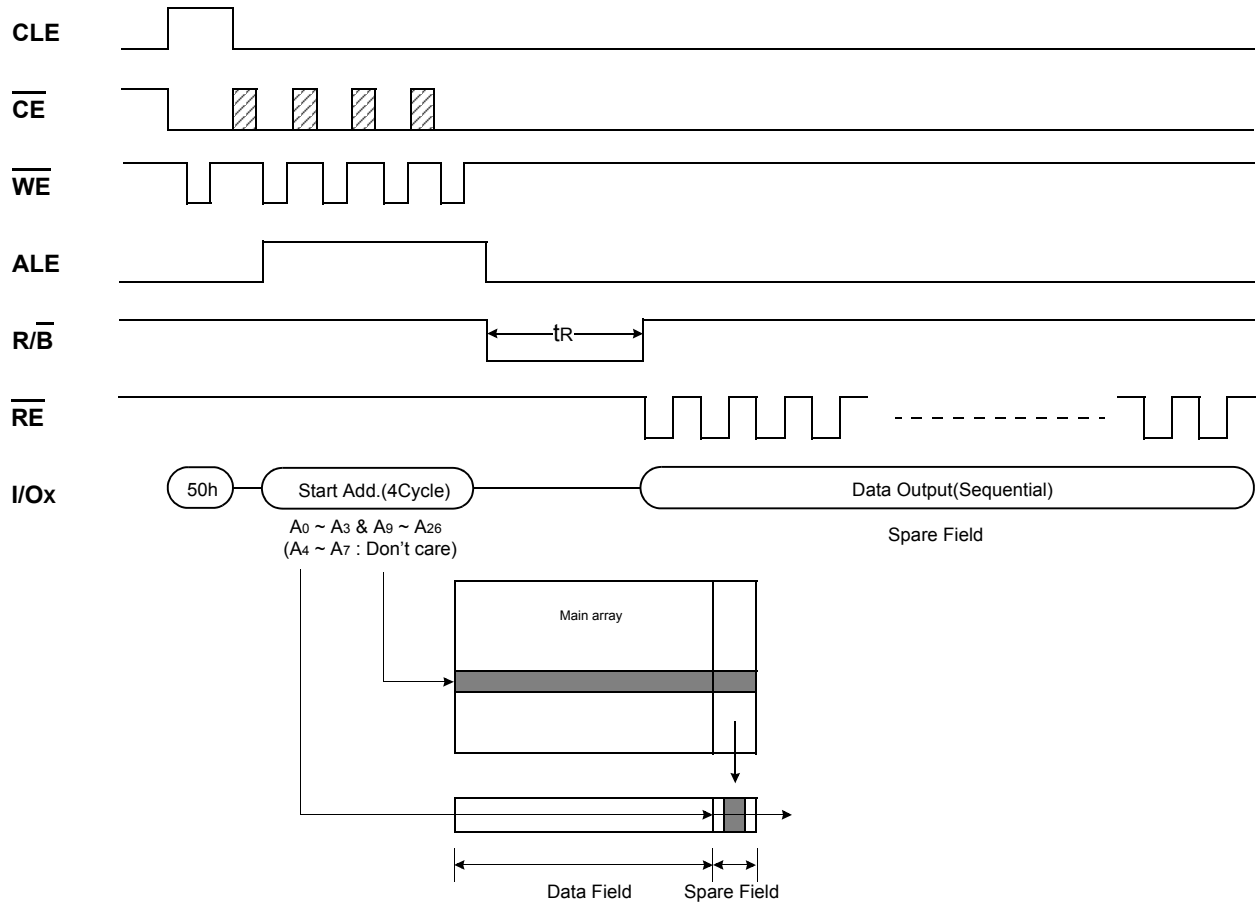 CLE
CE
WE
ALE
R/B
tR
RE
I/Ox
50h
Start Add.(4Cycle)
Data Output(Sequential)
A0 ~ A3 & A9 ~ A26
(A4 ~ A7 : Don't care)
Spare Field
Main array
Data Field
Spare Field